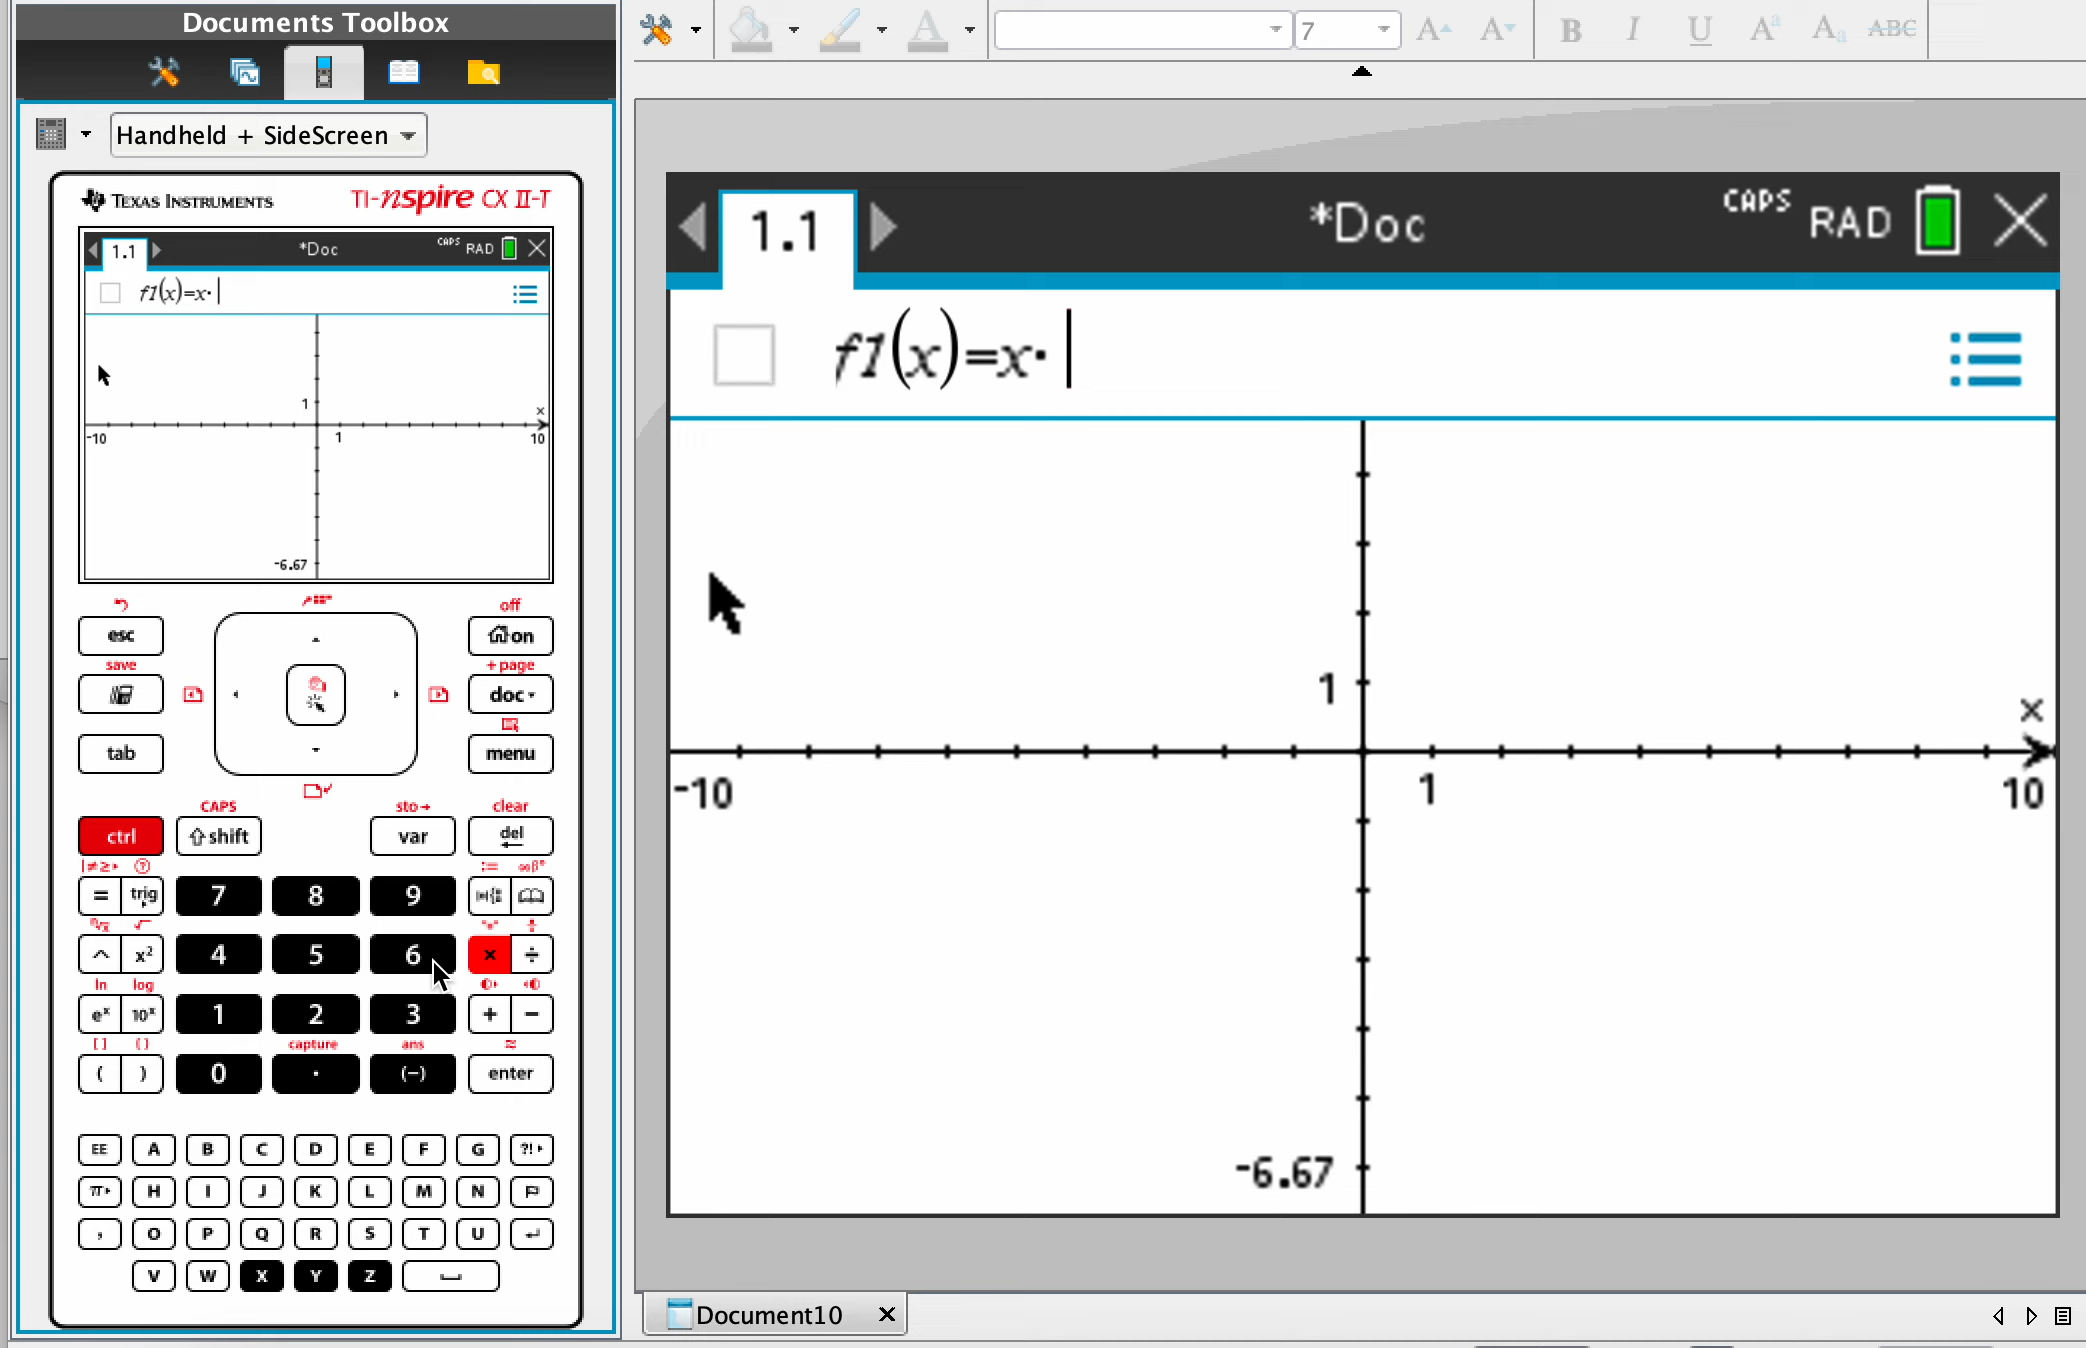 Documents Toolbox
7
B I U A a A a ABC
Handheld + SideScreen
TEXAS INSTRUMENTS TI-nspire CX II-T
1.1 *Doc CAPS RAD
f1(x)=x·
1
x
-10 1 10
-6.67
off
esc on
save + page
doc
tab menu
CAPS sto→ clear
ctrl shift var del
= trig 7 8 9
^ x² 4 5 6 × ÷
ln log
eˣ 10ˣ 1 2 3 + −
[ ] ( ) capture ans ≈
( ) 0 . (−) enter
EE A B C D E F G ?!
π H I J K L M N
, O P Q R S T U
V W X Y Z
1.1 *Doc CAPS RAD
f1(x)=x·
1
x
-10 1 10
-6.67
Document10